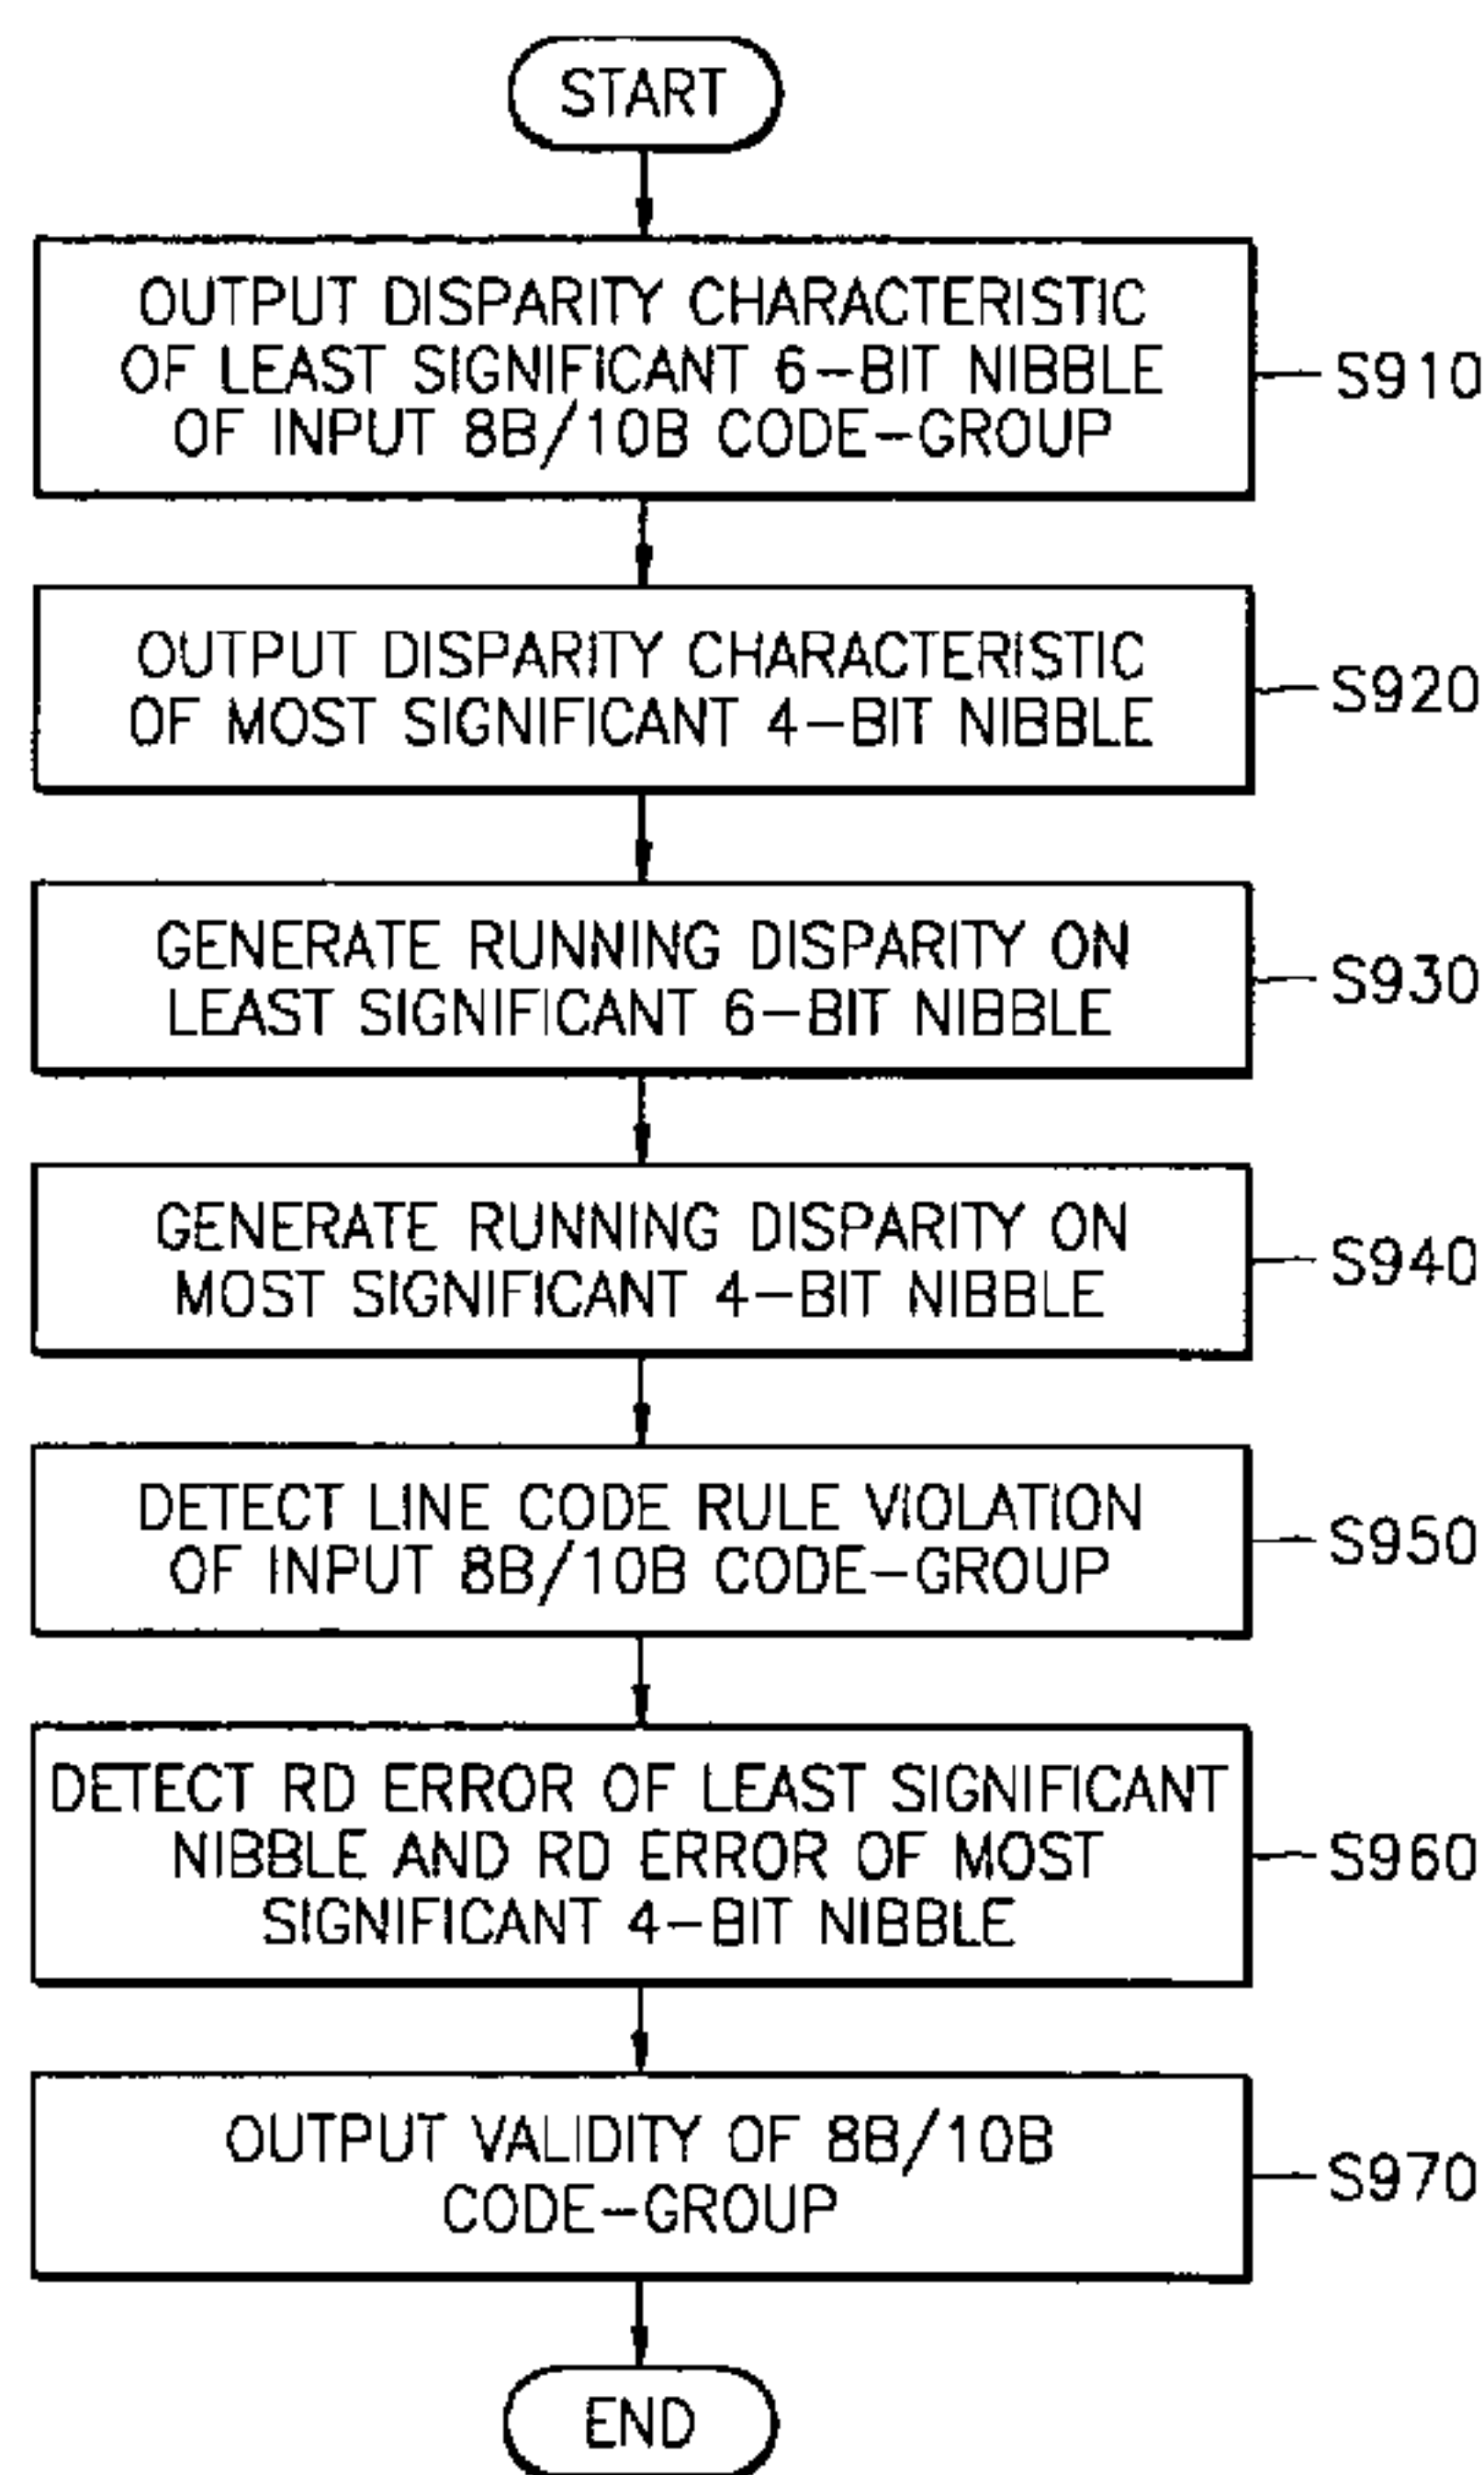 START
OUTPUT DISPARITY CHARACTERISTIC
OF LEAST SIGNIFICANT 6-BIT NIBBLE
OF INPUT 8B/10B CODE-GROUP
S910
OUTPUT DISPARITY CHARACTERISTIC
OF MOST SIGNIFICANT 4-BIT NIBBLE
S920
GENERATE RUNNING DISPARITY ON
LEAST SIGNIFICANT 6-BIT NIBBLE
S930
GENERATE RUNNING DISPARITY ON
MOST SIGNIFICANT 4-BIT NIBBLE
S940
DETECT LINE CODE RULE VIOLATION
OF INPUT 8B/10B CODE-GROUP
S950
DETECT RD ERROR OF LEAST SIGNIFICANT
NIBBLE AND RD ERROR OF MOST
SIGNIFICANT 4-BIT NIBBLE
S960
OUTPUT VALIDITY OF 8B/10B
CODE-GROUP
S970
END